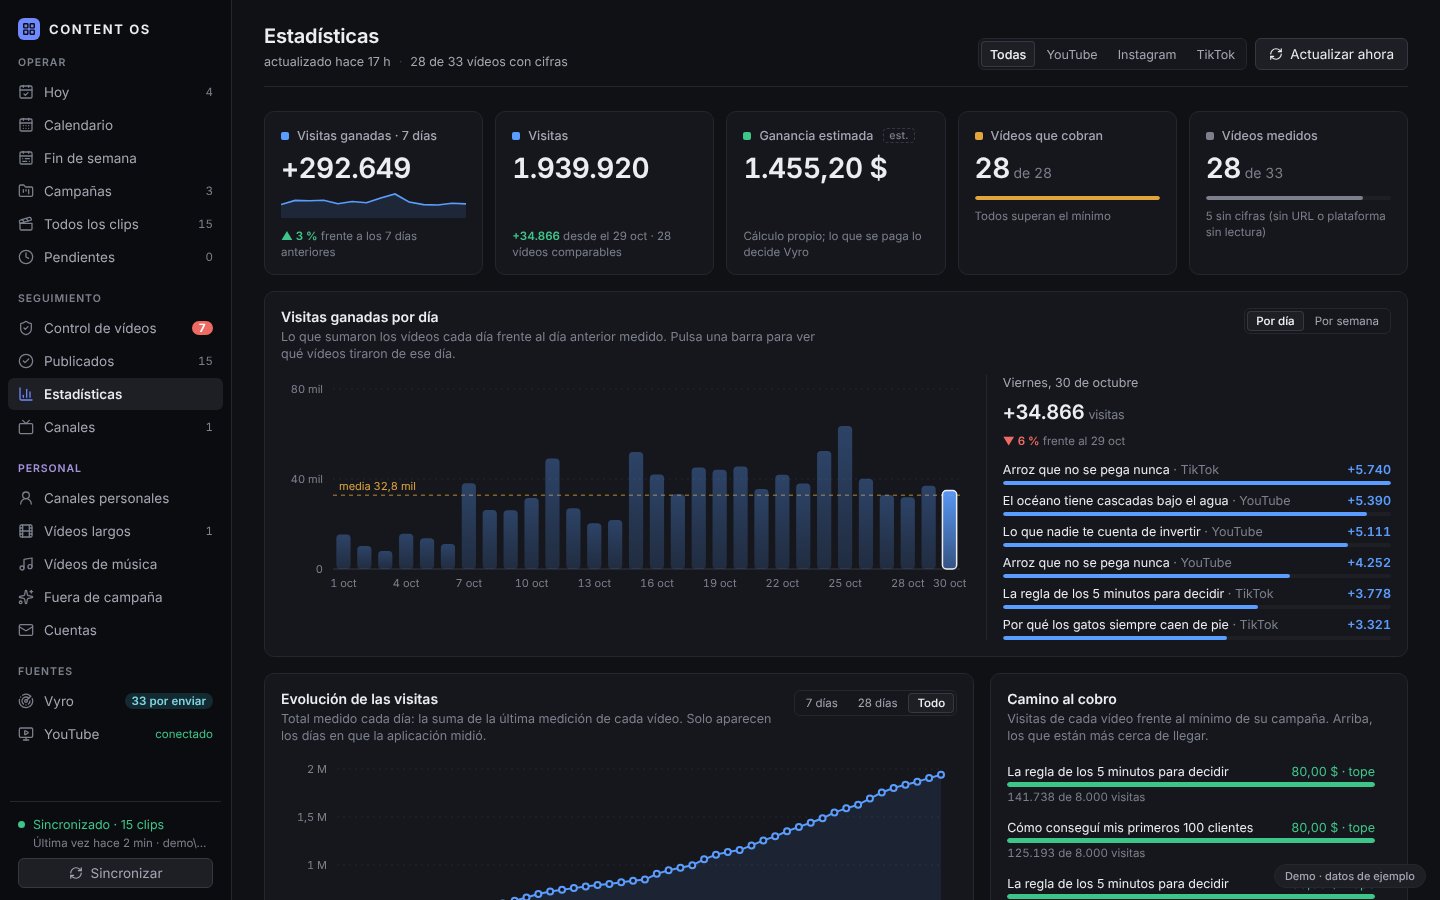 CONTENT OS
OPERAR
Hoy 4
Calendario
Fin de semana
Campañas 3
Todos los clips 15
Pendientes 0
SEGUIMIENTO
Control de vídeos 7
Publicados 15
Estadísticas
Canales 1
PERSONAL
Canales personales
Vídeos largos 1
Vídeos de música
Fuera de campaña
Cuentas
FUENTES
Vyro 33 por enviar
YouTube conectado
Sincronizado · 15 clips
Última vez hace 2 min · demo\...
Sincronizar
Estadísticas
actualizado hace 17 h · 28 de 33 vídeos con cifras
Todas YouTube Instagram TikTok
Actualizar ahora
Visitas ganadas · 7 días
+292.649
▲ 3 % frente a los 7 días
anteriores
Visitas
1.939.920
+34.866 desde el 29 oct · 28
vídeos comparables
Ganancia estimada est.
1.455,20 $
Cálculo propio; lo que se paga lo
decide Vyro
Vídeos que cobran
28 de 28
Todos superan el mínimo
Vídeos medidos
28 de 33
5 sin cifras (sin URL o plataforma
sin lectura)
Visitas ganadas por día
Lo que sumaron los vídeos cada día frente al día anterior medido. Pulsa una barra para ver
qué vídeos tiraron de ese día.
Por día Por semana
80 mil
40 mil
media 32,8 mil
0
1 oct 4 oct 7 oct 10 oct 13 oct 16 oct 19 oct 22 oct 25 oct 28 oct 30 oct
Viernes, 30 de octubre
+34.866 visitas
▼ 6 % frente al 29 oct
Arroz que no se pega nunca · TikTok +5.740
El océano tiene cascadas bajo el agua · YouTube +5.390
Lo que nadie te cuenta de invertir · YouTube +5.111
Arroz que no se pega nunca · YouTube +4.252
La regla de los 5 minutos para decidir · TikTok +3.778
Por qué los gatos siempre caen de pie · TikTok +3.321
Evolución de las visitas
Total medido cada día: la suma de la última medición de cada vídeo. Solo aparecen
los días en que la aplicación midió.
7 días 28 días Todo
2 M
1,5 M
1 M
Camino al cobro
Visitas de cada vídeo frente al mínimo de su campaña. Arriba,
los que están más cerca de llegar.
La regla de los 5 minutos para decidir 80,00 $ · tope
141.738 de 8.000 visitas
Cómo conseguí mis primeros 100 clientes 80,00 $ · tope
125.193 de 8.000 visitas
La regla de los 5 minutos para decidir
Demo · datos de ejemplo